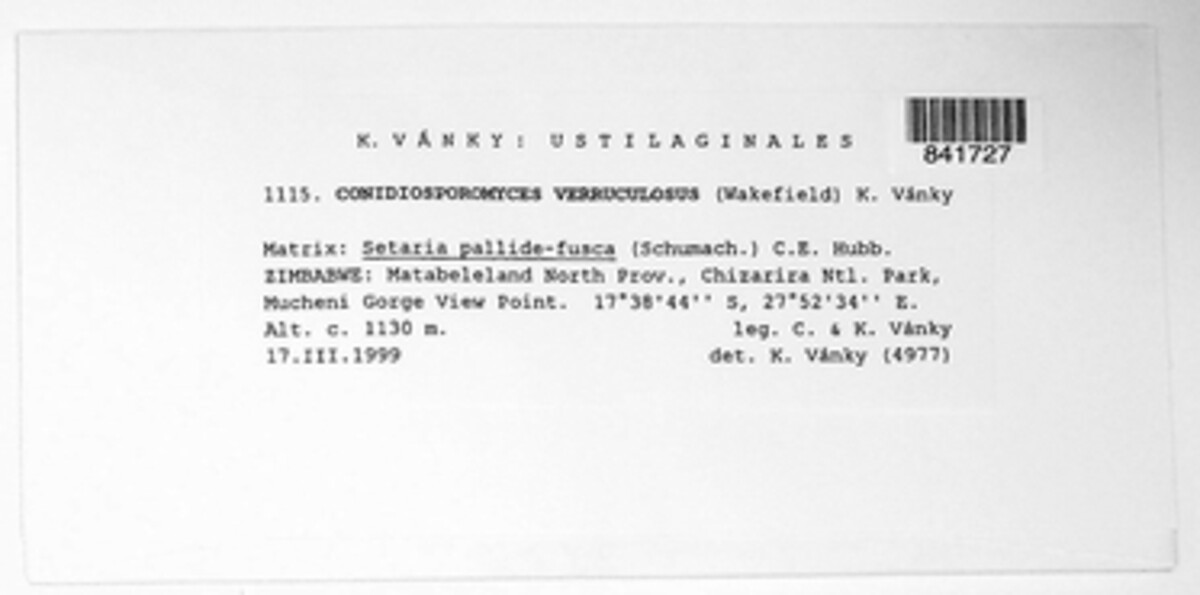 K. VÁNKY: USTILAGINALES
841727
1115. CONIDIOSPOROMYCES VERRUCULOSUS (Wakefield) K. Vánky
Matrix: Setaria pallide-fusca (Schumach.) C.E. Hubb.
ZIMBABWE: Matabeleland North Prov., Chizarira Ntl. Park,
Mucheni Gorge View Point. 17°38'44'' S, 27°52'34'' E.
Alt. c. 1130 m. leg. C. & K. Vánky
17.III.1999 det. K. Vánky (4977)